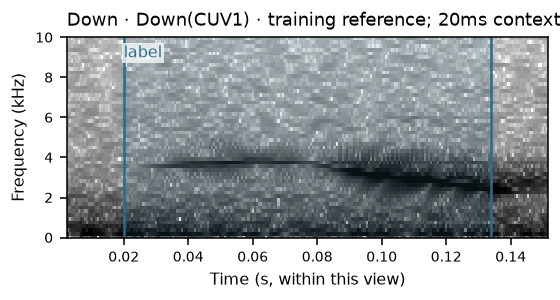 Down · Down(CUV1) · training reference; 20ms context
label
10
8
6
4
2
0
Frequency (kHz)
0.02 0.04 0.06 0.08 0.10 0.12 0.14
Time (s, within this view)